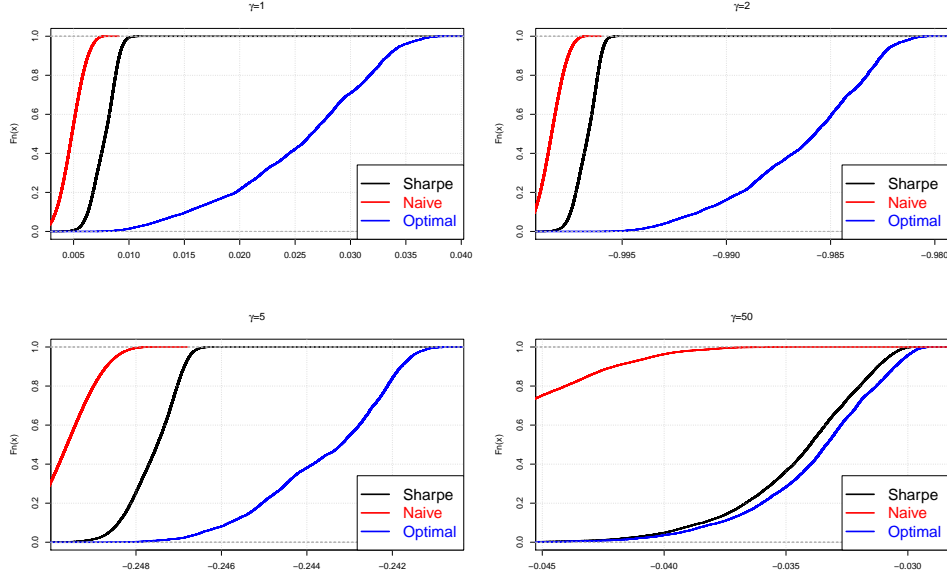 γ=1
Fn(x)
0.0 0.2 0.4 0.6 0.8 1.0
Sharpe
Naive
Optimal
0.005 0.010 0.015 0.020 0.025 0.030 0.035 0.040
γ=2
Fn(x)
0.0 0.2 0.4 0.6 0.8 1.0
Sharpe
Naive
Optimal
−0.995 −0.990 −0.985 −0.980
γ=5
Fn(x)
0.0 0.2 0.4 0.6 0.8 1.0
Sharpe
Naive
Optimal
−0.248 −0.246 −0.244 −0.242
γ=50
Fn(x)
0.0 0.2 0.4 0.6 0.8 1.0
Sharpe
Naive
Optimal
−0.045 −0.040 −0.035 −0.030